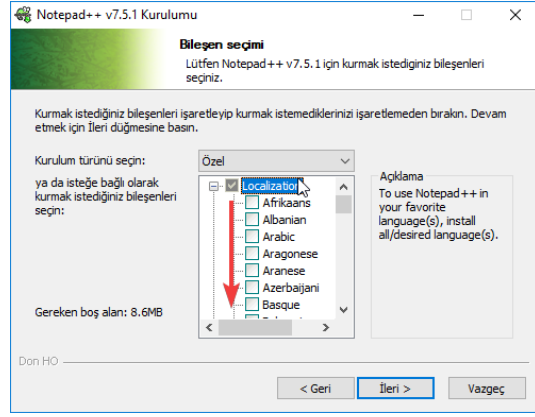 Notepad++ v7.5.1 Kurulumu
Bileşen seçimi
Lütfen Notepad++ v7.5.1 için kurmak istediginiz bileşenleri
seçiniz.
Kurmak istediğiniz bileşenleri işaretleyip kurmak istemediklerinizi işaretlemeden bırakın. Devam
etmek için İleri düğmesine basın.
Kurulum türünü seçin:
Özel
ya da isteğe bağlı olarak
kurmak istediğiniz bileşenleri
seçin:
Localization
Afrikaans
Albanian
Arabic
Aragonese
Aranese
Azerbaijani
Basque
Açıklama
To use Notepad++ in
your favorite
language(s), install
all/desired language(s).
Gereken boş alan: 8.6MB
Don HO
< Geri
İleri >
Vazgeç